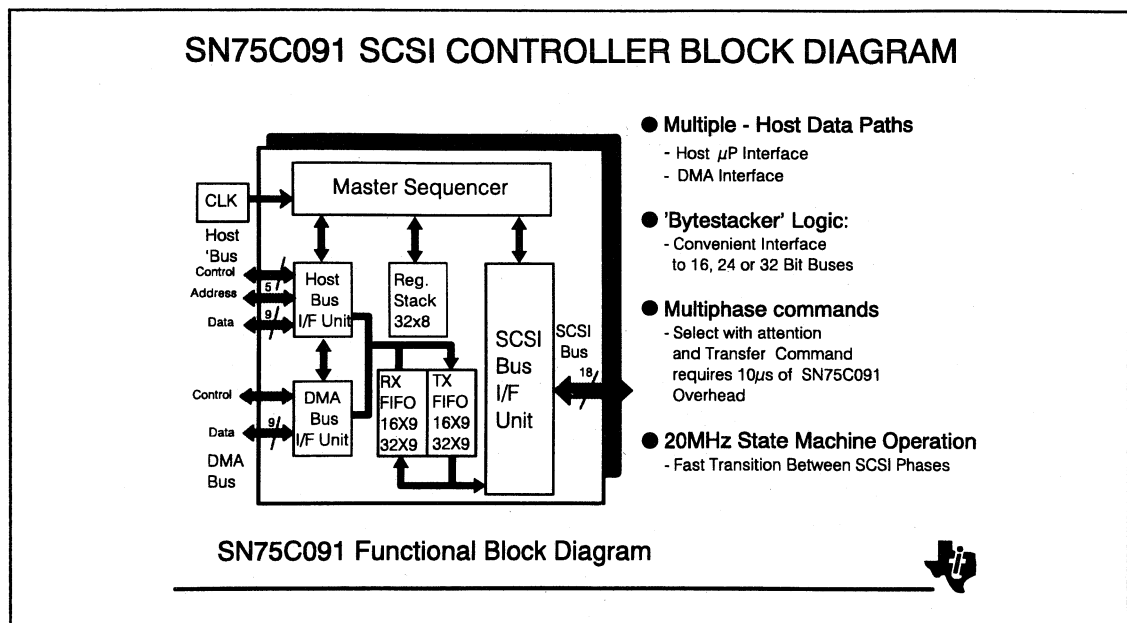 SN75C091 SCSI CONTROLLER BLOCK DIAGRAM
CLK
Master Sequencer
Host
'Bus
Control
Address
5
Data
9
Host
Bus
I/F Unit
Reg.
Stack
32x8
Control
Data
9
DMA
Bus
DMA
Bus
I/F Unit
RX
FIFO
16X9
32X9
TX
FIFO
16X9
32X9
SCSI
Bus
I/F
Unit
SCSI
Bus
18
● Multiple - Host Data Paths
- Host µP Interface
- DMA Interface
● 'Bytestacker' Logic:
- Convenient Interface
to 16, 24 or 32 Bit Buses
● Multiphase commands
- Select with attention
and Transfer Command
requires 10µs of SN75C091
Overhead
● 20MHz State Machine Operation
- Fast Transition Between SCSI Phases
SN75C091 Functional Block Diagram